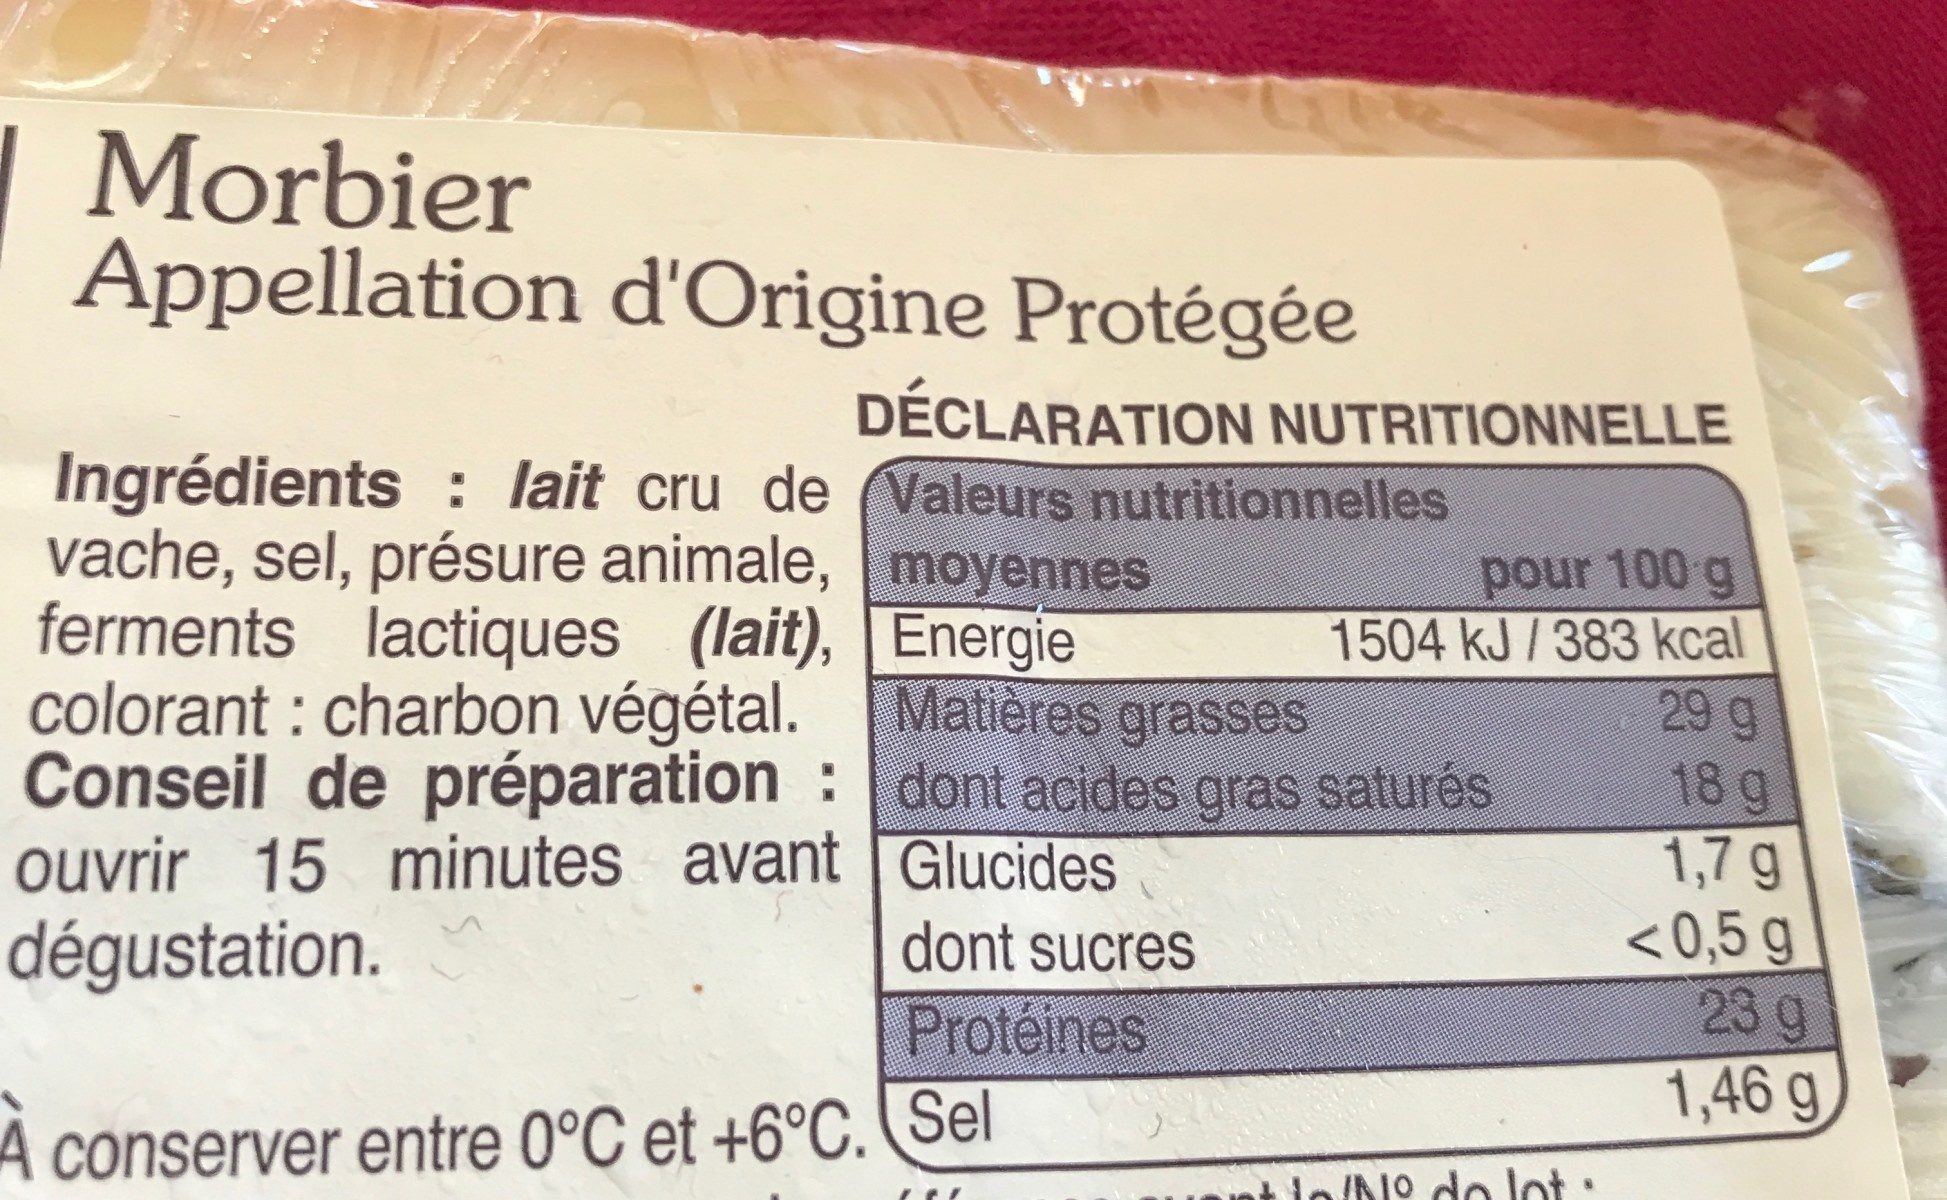 Morbier
Appellation d'Origine Protégée
Ingrédients : lait cru de
vache, sel, présure animale,
ferments lactiques (lait),
colorant : charbon végétal.
Conseil de préparation :
ouvrir 15 minutes avant
dégustation.
À conserver entre 0°C et +6°C.
DÉCLARATION NUTRITIONNELLE
Valeurs nutritionnelles
moyennes pour 100 g
Energie 1504 kJ / 383 kcal
Matières grasses 29 g
dont acides gras saturés 18 g
Glucides 1,7 g
dont sucres <0,5 g
Protéines 23 g
Sel 1,46 g
le/N° de lot :